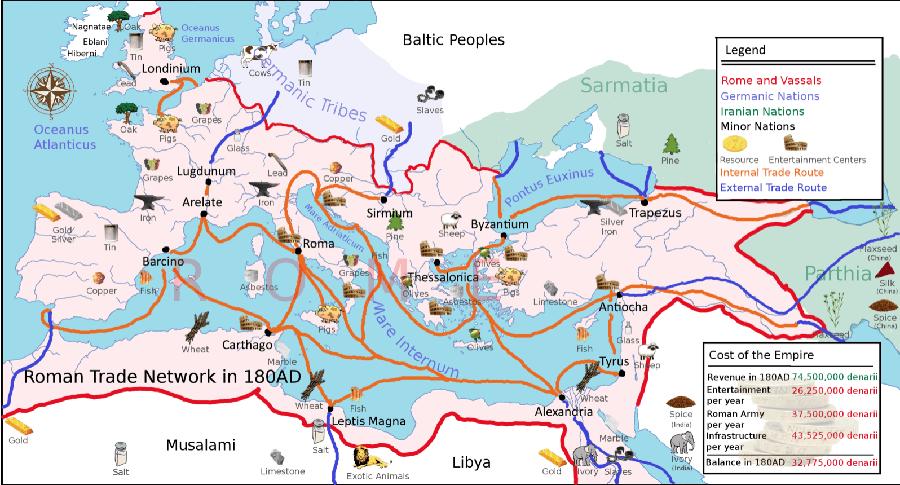 Nagnatae
Oak
Eblani
Hiberni
Tin
Pigs
Oceanus
Germanicus
Lead
Londinium
Cows
Tin
Baltic Peoples
Germanic Tribes
Slaves
Gold
Sarmatia
Salt
Pine
Legend
Rome and Vassals
Germanic Nations
Iranian Nations
Minor Nations
Resource
Entertainment Centers
Internal Trade Route
External Trade Route
Oceanus
Atlanticus
Oak
Pigs
Grapes
Glass
Grapes
Lugdunum
Lead
Copper
Iron
Iron
Arelate
Sirmium
Pontus Euxinus
Silver
Iron
Trapezus
Gold
Silver
Tin
Mare Adriaticum
Pine
Sheep
Byzantium
Roma
Fish
Barcino
Copper
Fish
Asbestos
Grapes
Thessalonica
Olives
Olives
Asbestos
Pigs
Limestone
Antiocha
Flaxseed
(China)
Parthia
Silk
(China)
Spice
(China)
Flaxseed
R O M E
Wheat
Carthago
Pigs
Mare Internum
Olives
Fish
Glass
Sheep
Marble
Tyrus
Roman Trade Network in 180AD
Wheat
Fish
Leptis Magna
Wheat
Alexandria
Spice
(India)
Marble
Ivory
(India)
Gold
Musalami
Salt
Salt
Limestone
Exotic Animals
Libya
Gold
Ivory
Slaves
Cost of the Empire
Revenue in 180AD 74,500,000 denarii
Entertainment 26,250,000 denarii
per year
Roman Army 37,500,000 denarii
per year
Infrastructure 43,525,000 denarii
per year
Balance in 180AD 32,775,000 denarii